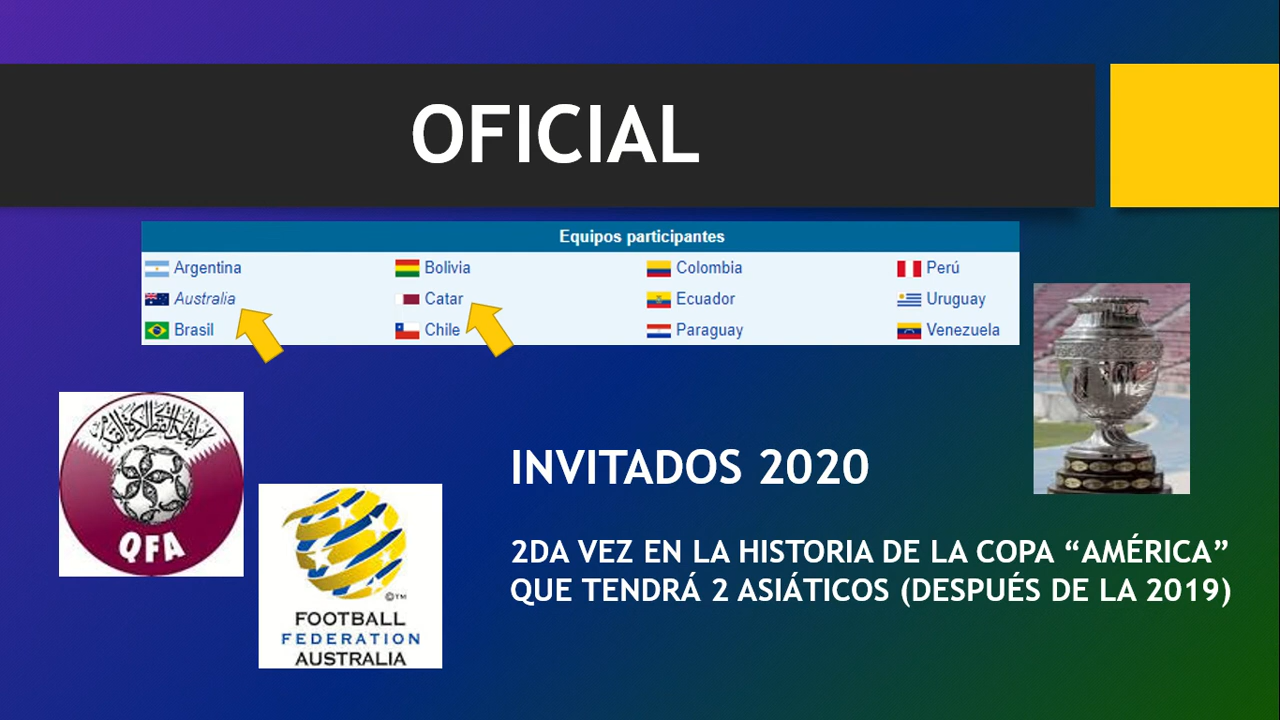 OFICIAL
Equipos participantes
Argentina Bolivia Colombia Perú
Australia Catar Ecuador Uruguay
Brasil Chile Paraguay Venezuela
INVITADOS 2020
2DA VEZ EN LA HISTORIA DE LA COPA “AMÉRICA”
QUE TENDRÁ 2 ASIÁTICOS (DESPUÉS DE LA 2019)
QFA
©™
FOOTBALL
FEDERATION
AUSTRALIA